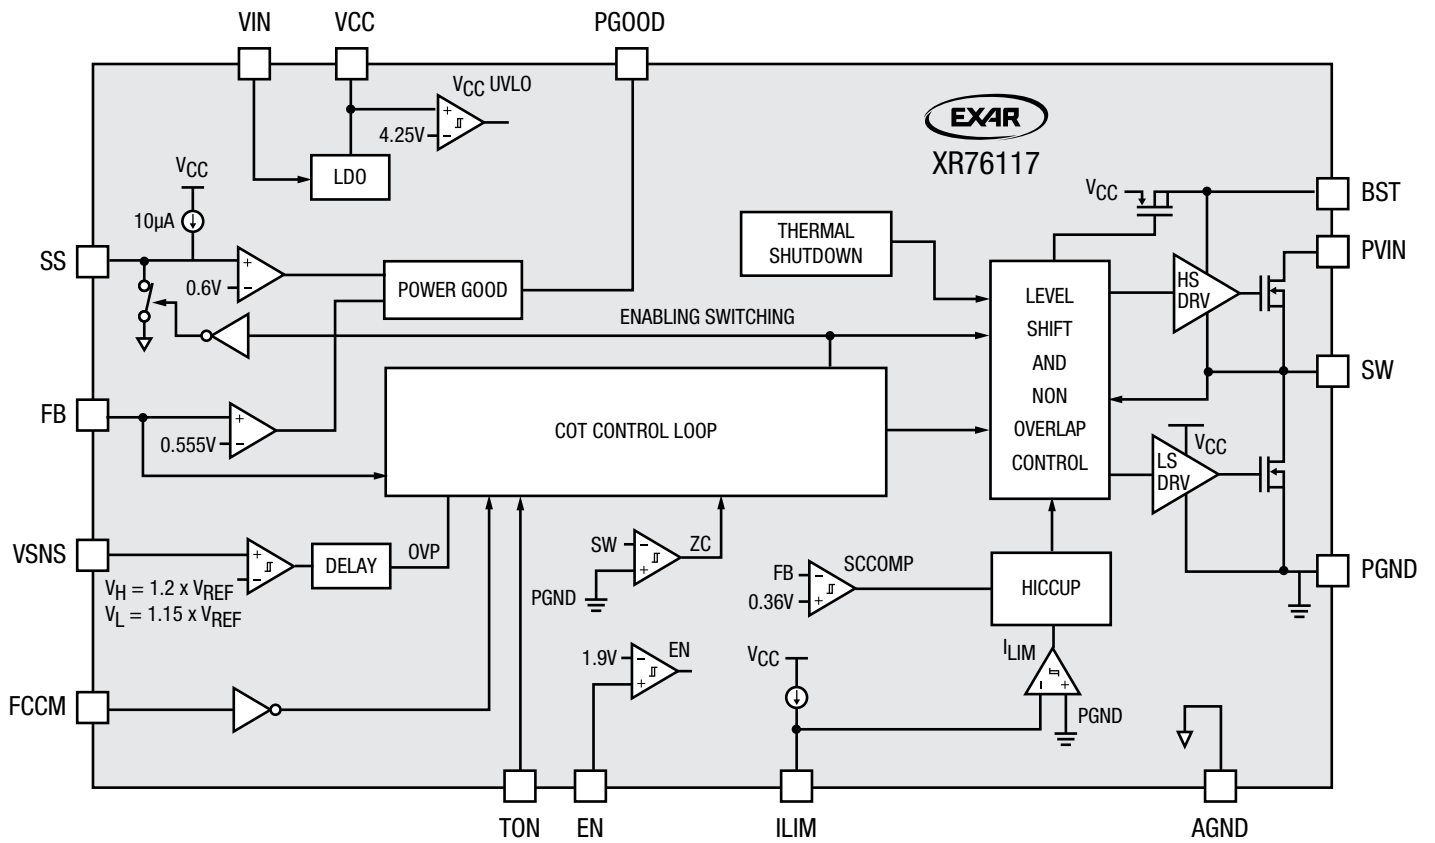 VIN VCC PGOOD
VCC UVLO
+
4.25V −
LDO
EXAR
XR76117
VCC
10µA
SS
+
0.6V −
POWER GOOD
THERMAL
SHUTDOWN
ENABLING SWITCHING
VCC
BST
PVIN
HS
DRV
LEVEL
SHIFT
AND
NON
OVERLAP
CONTROL
SW
FB
+
0.555V −
COT CONTROL LOOP
VCC
LS
DRV
VSNS
+
−
VH = 1.2 x VREF
VL = 1.15 x VREF
DELAY
OVP
SW −
+
PGND
ZC
FB −
0.36V +
SCCOMP
HICCUP
PGND
1.9V −
+
EN
VCC
ILIM
− +
PGND
FCCM
TON EN ILIM AGND